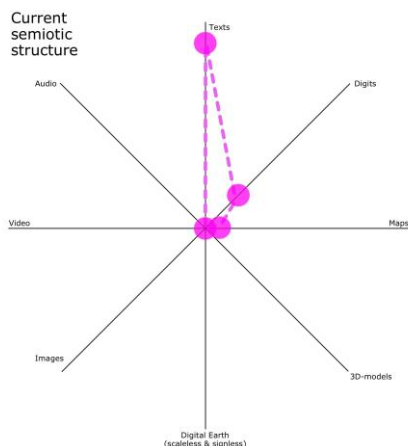 Current
semiotic
structure
Texts
Audio
Digits
Video
Maps
Images
3D-models
Digital Earth
(scaleless & signless)